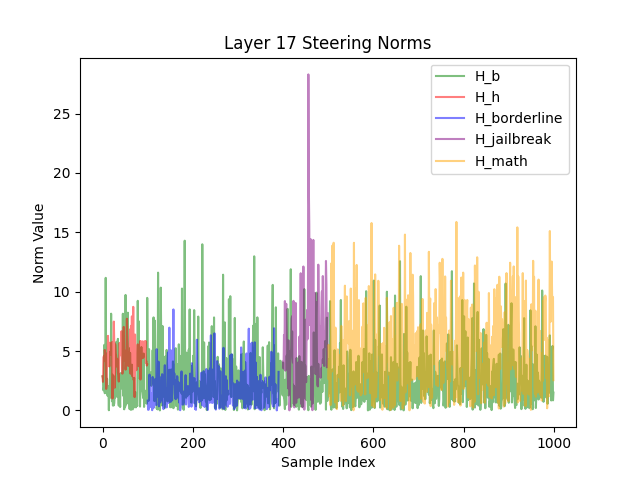 Layer 17 Steering Norms
H_b
H_h
H_borderline
H_jailbreak
H_math
Norm Value
25
20
15
10
5
0
0 200 400 600 800 1000
Sample Index